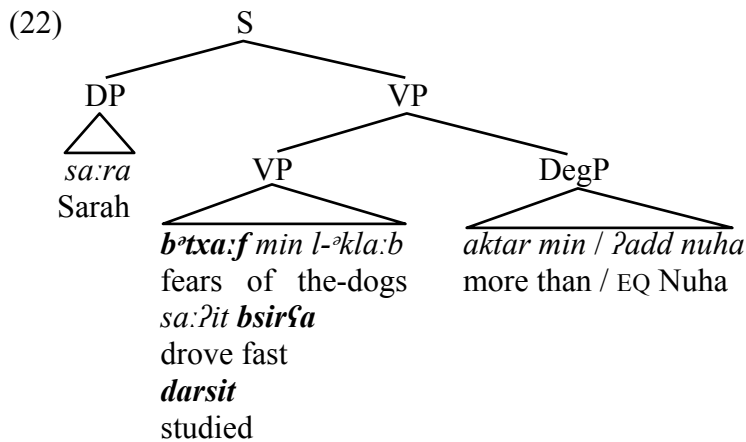 (22) S
DP VP
sa:ra VP DegP
Sarah
bᵊtxa:f min l-ᵊkla:b aktar min / ʔadd nuha
fears of the-dogs more than / EQ Nuha
sa:ʔit bsirʕa
drove fast
darsit
studied